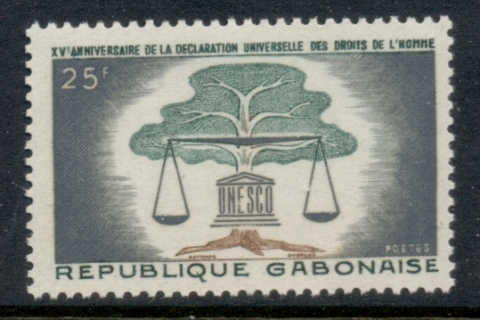 XVᵉ ANNIVERSAIRE DE LA DECLARATION UNIVERSELLE DES DROITS DE L'HOMME
25ᶠ
UNESCO
POSTES
REPUBLIQUE GABONAISE